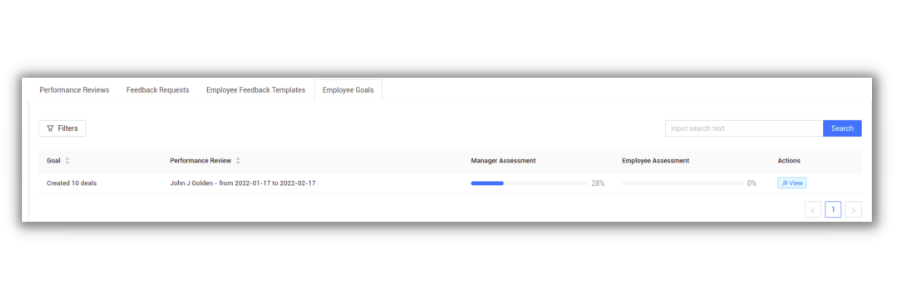 Performance Reviews Feedback Requests Employee Feedback Templates Employee Goals
Filters input search text Search
Goal Performance Review Manager Assessment Employee Assessment Actions
Created 10 deals John J Golden - from 2022-01-17 to 2022-02-17 28% 0% View
< 1 >